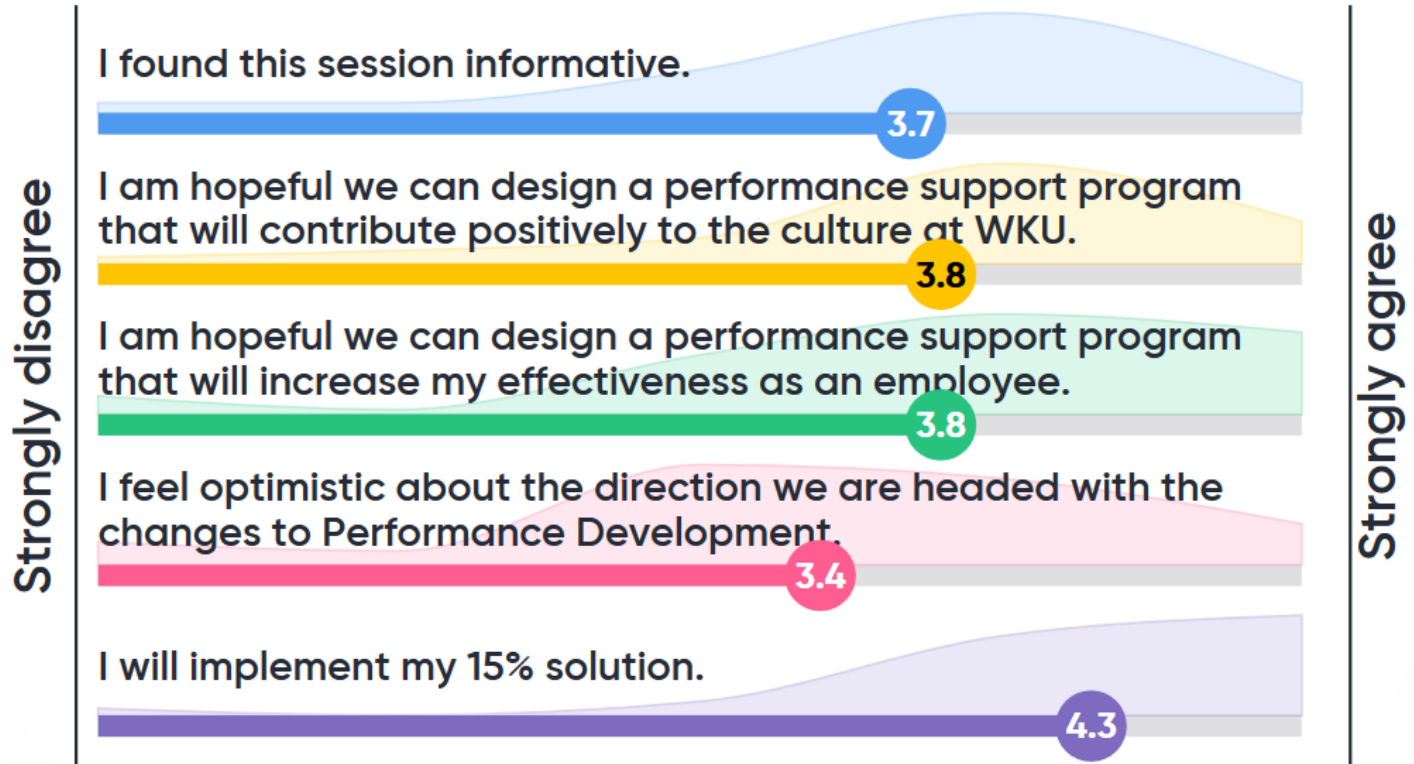 Strongly disagree
I found this session informative.
3.7
I am hopeful we can design a performance support program
that will contribute positively to the culture at WKU.
3.8
I am hopeful we can design a performance support program
that will increase my effectiveness as an employee.
3.8
I feel optimistic about the direction we are headed with the
changes to Performance Development.
3.4
I will implement my 15% solution.
4.3
Strongly agree